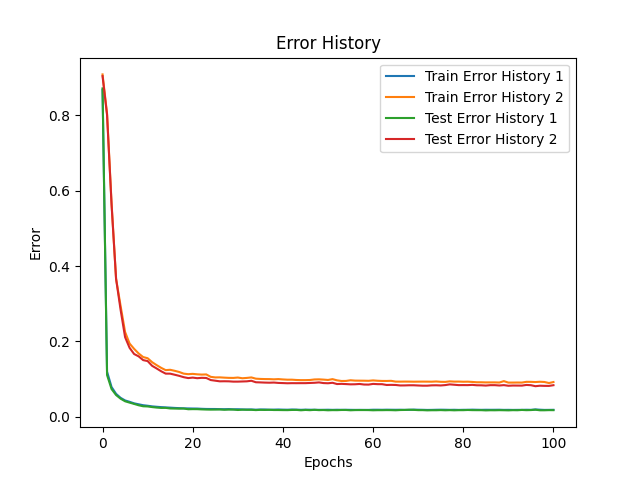 Error History
Train Error History 1
Train Error History 2
Test Error History 1
Test Error History 2
Error
0.8
0.6
0.4
0.2
0.0
0 20 40 60 80 100
Epochs